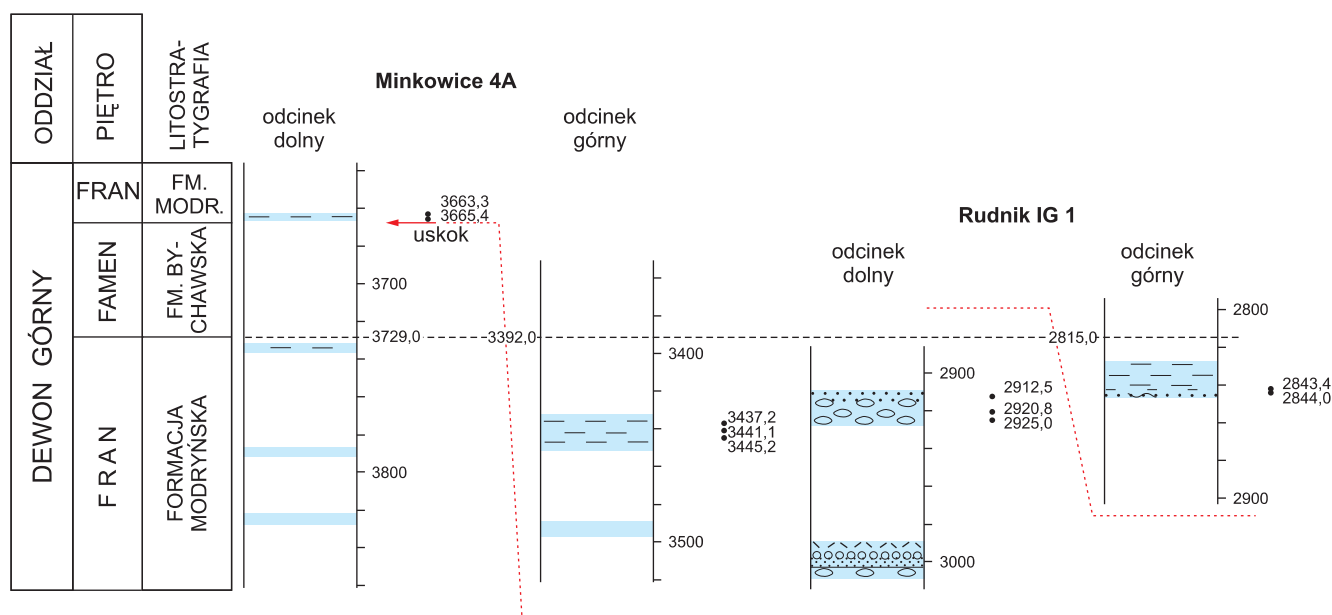 ODDZIAŁ
PIĘTRO
LITOSTRA-
TYGRAFIA
DEWON GÓRNY
FRAN
FM.
MODR.
FAMEN
FM. BY-
CHAWSKA
FRAN
FORMACJA
MODRYŃSKA
Minkowice 4A
odcinek
dolny
3663,3
3665,4
uskok
3700
3729,0
3800
odcinek
górny
3392,0
3400
3437,2
3441,1
3445,2
3500
Rudnik IG 1
odcinek
dolny
2900
2912,5
2920,8
2925,0
3000
odcinek
górny
2800
2815,0
2843,4
2844,0
2900